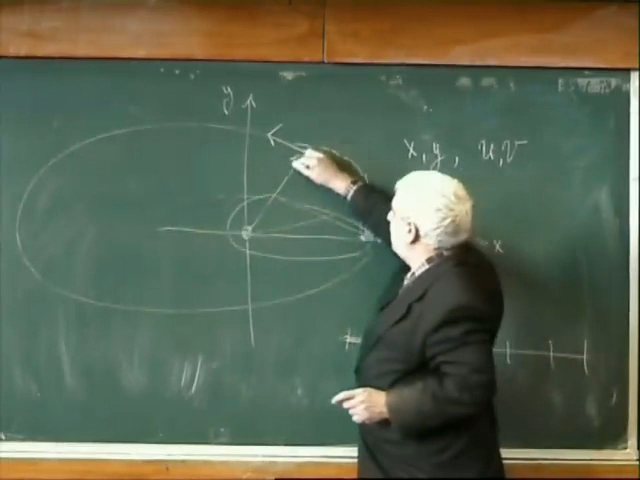 y
x, y, u, v
x